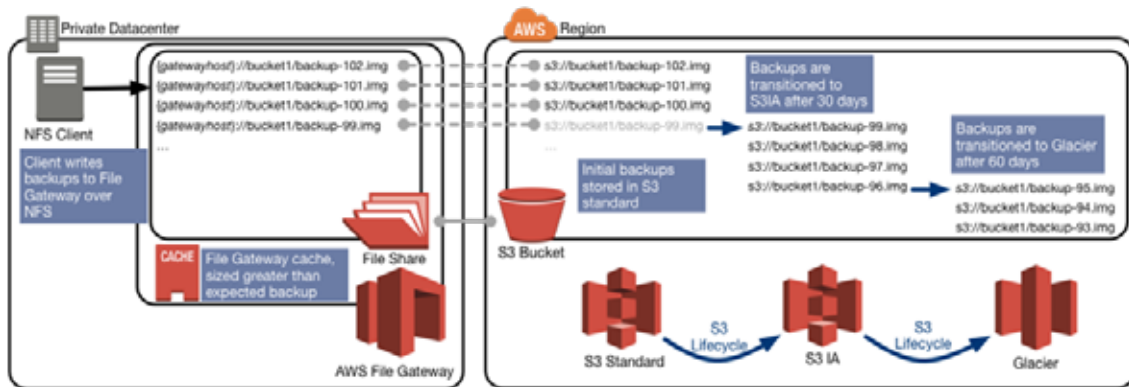 Private Datacenter
NFS Client
Client writes
backups to File
Gateway over
NFS
{gatewayhost}://bucket1/backup-102.img
{gatewayhost}://bucket1/backup-101.img
{gatewayhost}://bucket1/backup-100.img
{gatewayhost}://bucket1/backup-99.img
...
File Share
CACHE
File Gateway cache,
sized greater than
expected backup
AWS File Gateway
AWS
Region
s3://bucket1/backup-102.img
s3://bucket1/backup-101.img
s3://bucket1/backup-100.img
s3://bucket1/backup-99.img
...
Initial backups
stored in S3
standard
S3 Bucket
Backups are
transitioned to
S3IA after 30 days
s3://bucket1/backup-99.img
s3://bucket1/backup-98.img
s3://bucket1/backup-97.img
s3://bucket1/backup-96.img
Backups are
transitioned to Glacier
after 60 days
s3://bucket1/backup-95.img
s3://bucket1/backup-94.img
s3://bucket1/backup-93.img
S3 Standard
S3
Lifecycle
S3 IA
S3
Lifecycle
Glacier